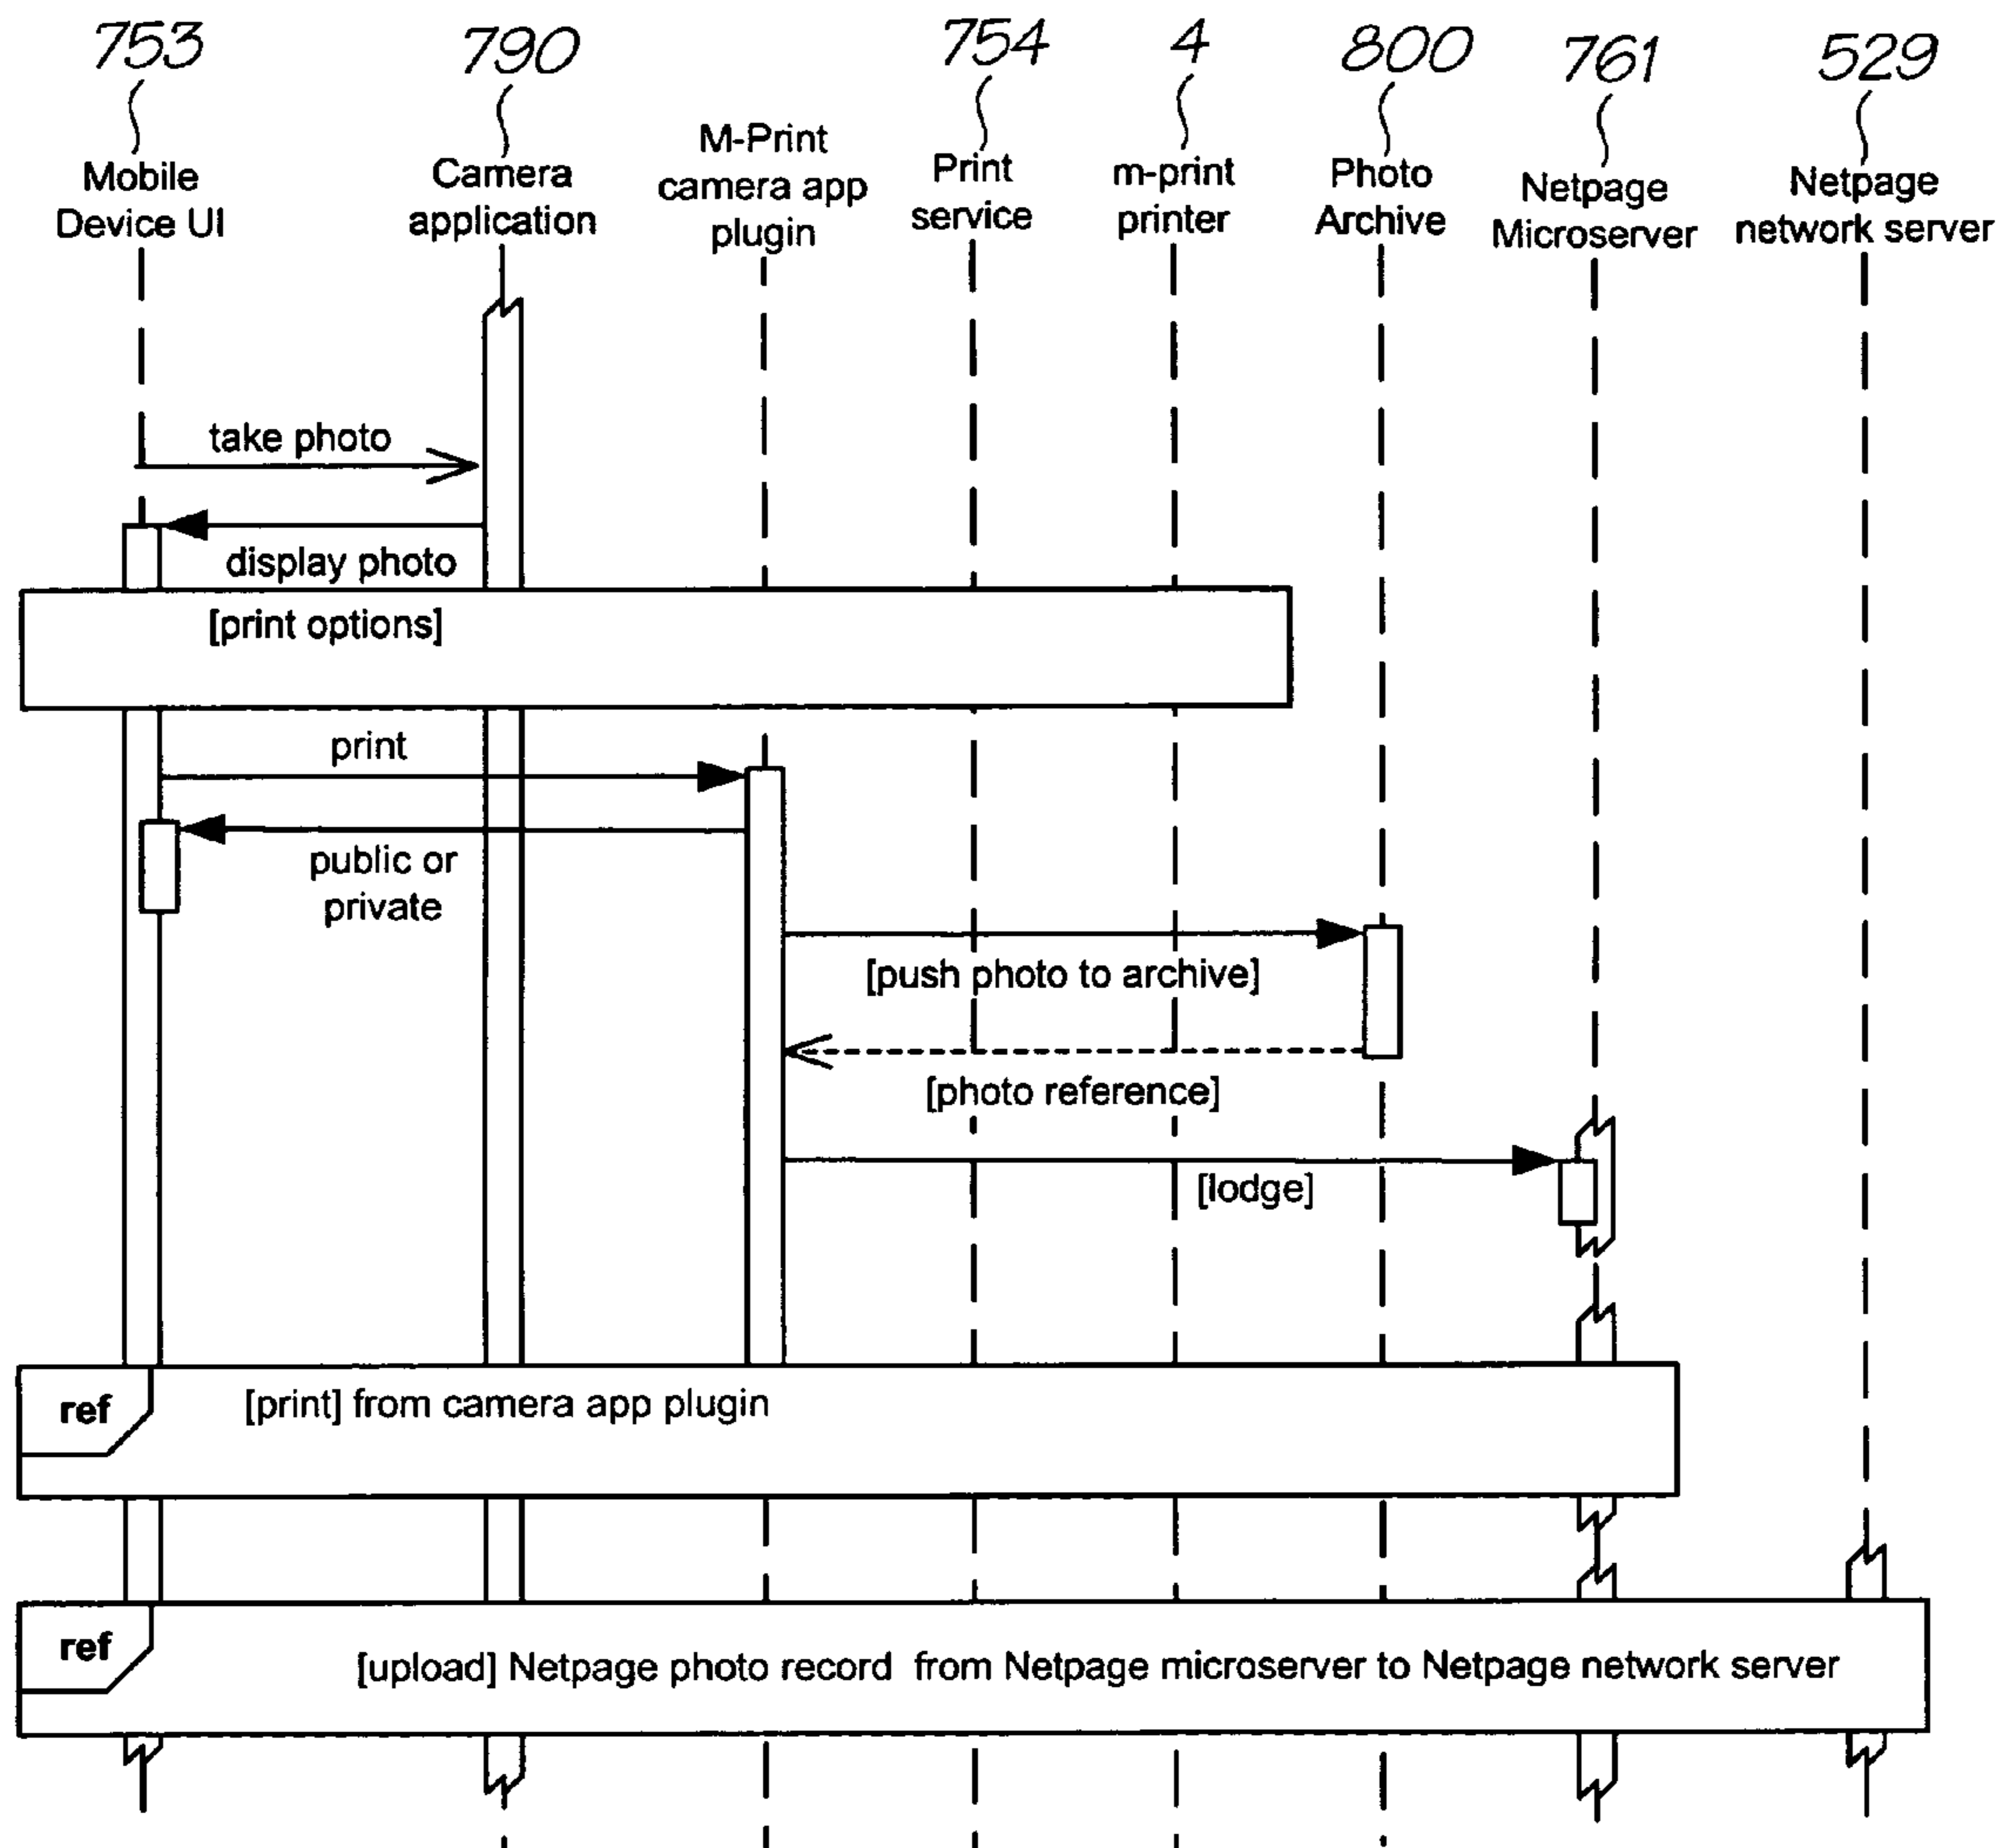 753
790
754
4
800
761
529
Mobile
Device UI
Camera
application
M-Print
camera app
plugin
Print
service
m-print
printer
Photo
Archive
Netpage
Microserver
Netpage
network server
take photo
display photo
[print options]
print
public or
private
[push photo to archive]
[photo reference]
[lodge]
ref
[print] from camera app plugin
ref
[upload] Netpage photo record from Netpage microserver to Netpage network server